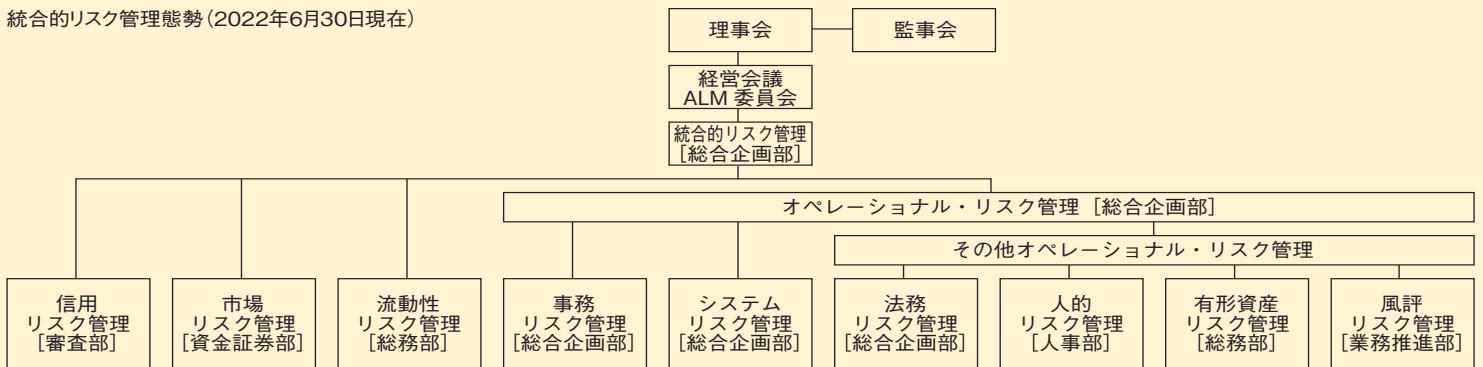 統合的リスク管理態勢（2022年6月30日現在）
理事会
監事会
経営会議
ALM 委員会
統合的リスク管理
［総合企画部］
オペレーショナル・リスク管理［総合企画部］
その他オペレーショナル・リスク管理
信用
リスク管理
［審査部］
市場
リスク管理
［資金証券部］
流動性
リスク管理
［総務部］
事務
リスク管理
［総合企画部］
システム
リスク管理
［総合企画部］
法務
リスク管理
［総合企画部］
人的
リスク管理
［人事部］
有形資産
リスク管理
［総務部］
風評
リスク管理
［業務推進部］